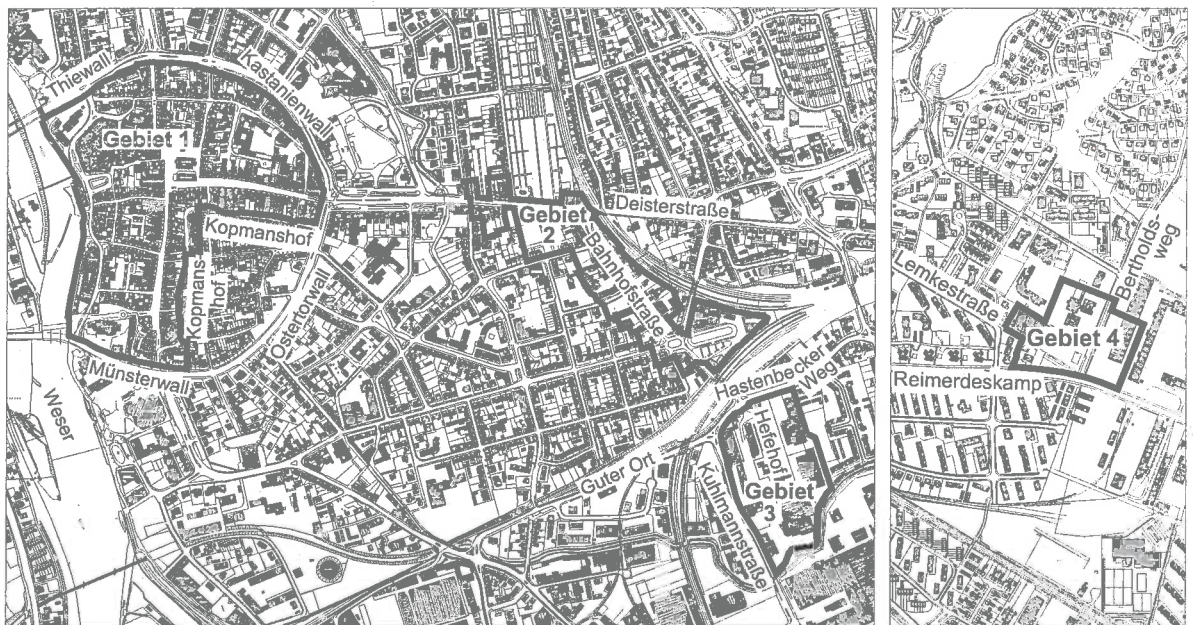 Thiewall
Kastanienwall
Gebiet 1
Kopmanshof
Kopmans-
hof
Ostertorwall
Münsterwall
Weser
Gebiet
2
Deisterstraße
Bahnhofstraße
Hastenbecker
Weg
Guter Ort
Hefehof
Gebiet
3
Kuhlmannstraße
Bertholds-
weg
Lemkestraße
Gebiet 4
Reimerdeskamp